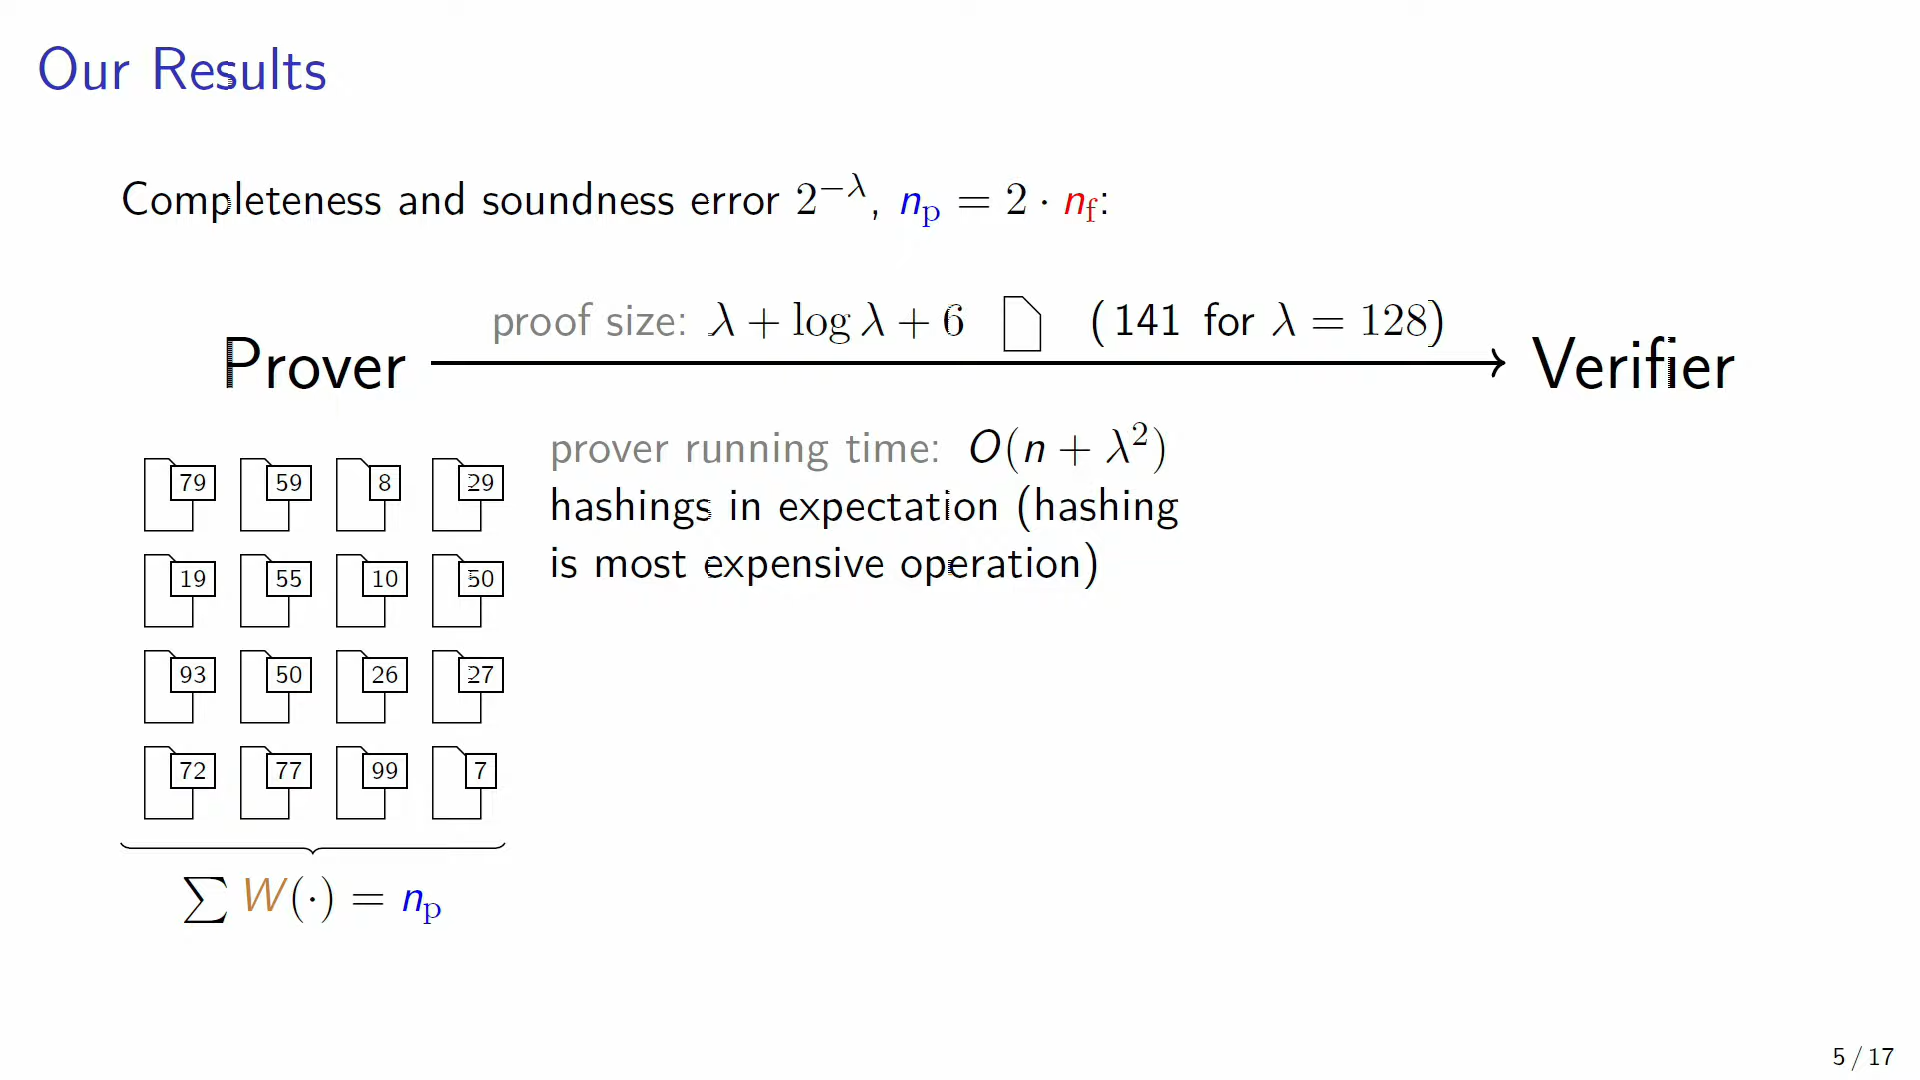 Our Results
Completeness and soundness error 2^{−λ}, n_p = 2 · n_f:
proof size: λ + log λ + 6 (141 for λ = 128)
Prover Verifier
prover running time: O(n + λ²)
hashings in expectation (hashing
is most expensive operation)
79 59 8 29
19 55 10 50
93 50 26 27
72 77 99 7
∑ W(·) = n_p
5 / 17